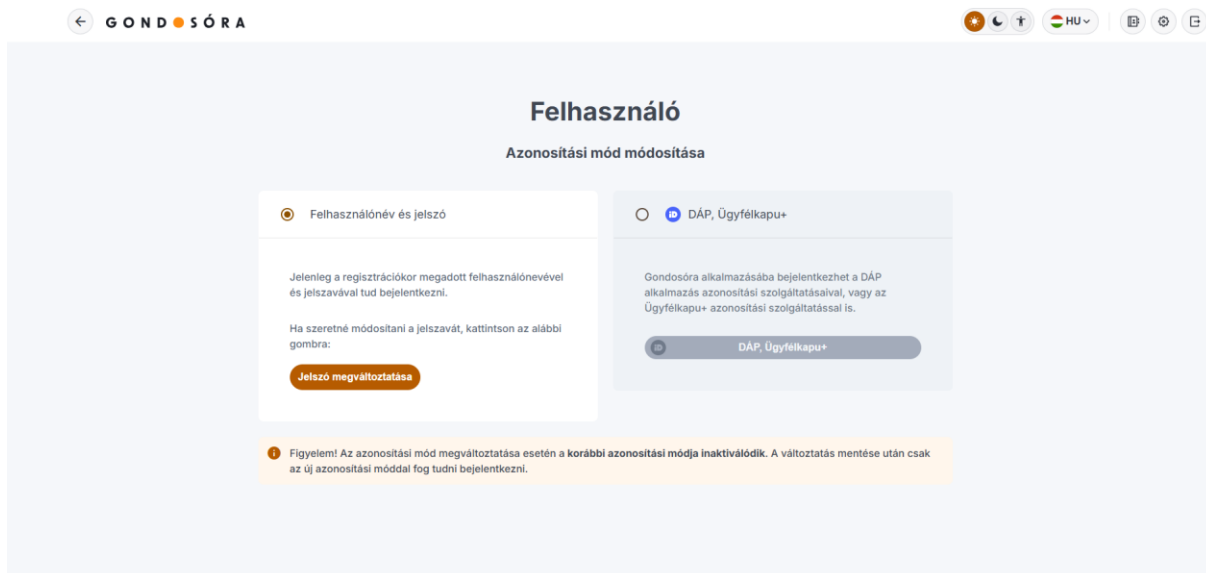 GONDOSÓRA
HU
Felhasználó
Azonosítási mód módosítása
Felhasználónév és jelszó
Jelenleg a regisztrációkor megadott felhasználónevével
és jelszavával tud bejelentkezni.
Ha szeretné módosítani a jelszavát, kattintson az alábbi
gombra:
Jelszó megváltoztatása
iD DÁP, Ügyfélkapu+
Gondosóra alkalmazásába bejelentkezhet a DÁP
alkalmazás azonosítási szolgáltatásaival, vagy az
Ügyfélkapu+ azonosítási szolgáltatással is.
iD DÁP, Ügyfélkapu+
Figyelem! Az azonosítási mód megváltoztatása esetén a korábbi azonosítási módja inaktiválódik. A változtatás mentése után csak
az új azonosítási móddal fog tudni bejelentkezni.